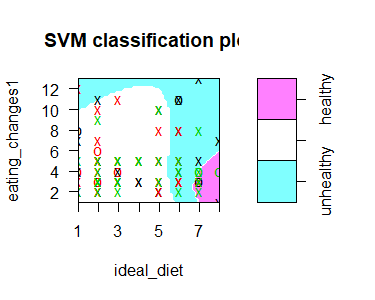 SVM classification plo
eating_changes1
12
10
8
6
4
2
1
3
5
7
ideal_diet
healthy
unhealthy